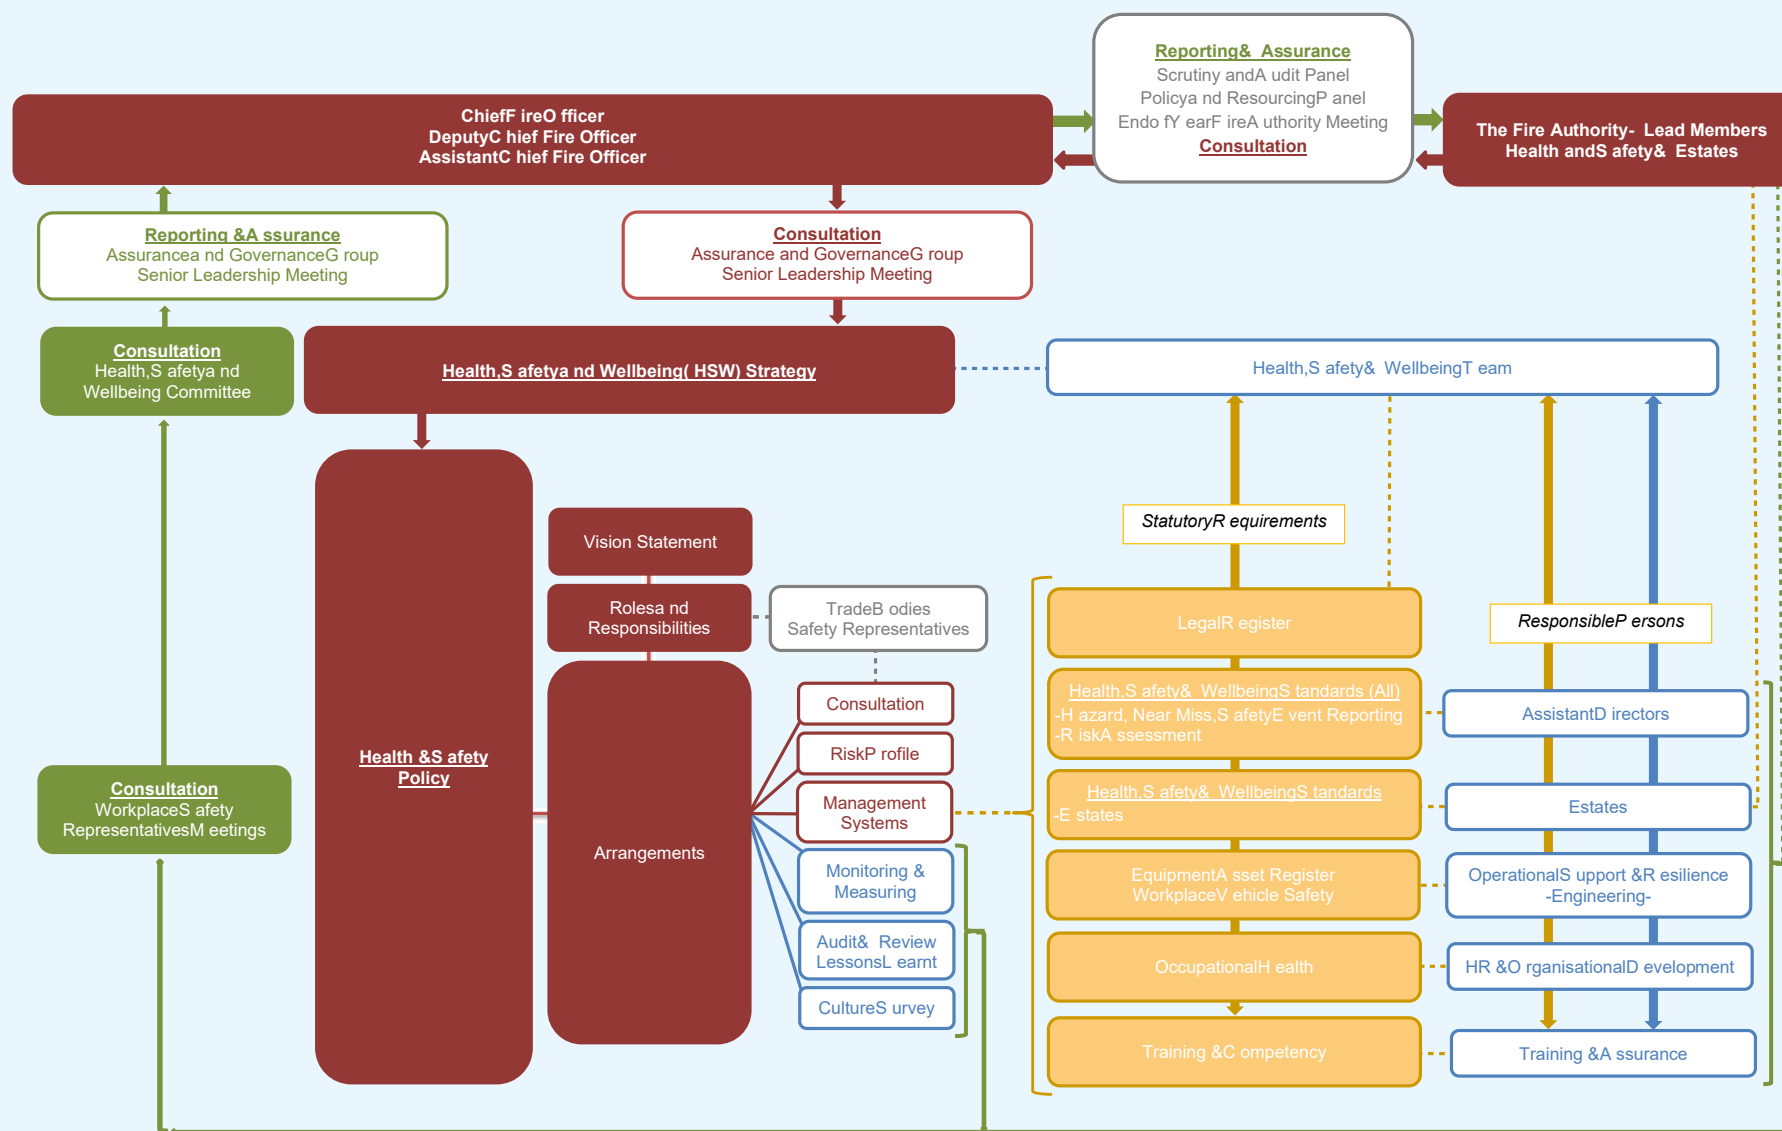 Reporting&  Assurance
Scrutiny andA udit Panel
Policya nd ResourcingP anel
Endo fY earF ireA uthority Meeting
Consultation
ChiefF ireO fficer
DeputyC hief Fire Officer
AssistantC hief Fire Officer
The Fire Authority-  Lead Members
Health andS afety&  Estates
Reporting &A ssurance
Assurancea nd GovernanceG roup
Senior Leadership Meeting
Consultation
Assurance and GovernanceG roup
Senior Leadership Meeting
Consultation
Health,S afetya nd
Wellbeing Committee
Health,S afetya nd Wellbeing( HSW) Strategy
Health,S afety&  WellbeingT eam
StatutoryR equirements
Vision Statement
Rolesa nd
Responsibilities
TradeB odies
Safety Representatives
LegalR egister
ResponsibleP ersons
Consultation
Health,S afety&  WellbeingS tandards (All)
-H azard, Near Miss,S afetyE vent Reporting
-R iskA ssessment
AssistantD irectors
RiskP rofile
Health &S afety
Policy
Management
Systems
Health,S afety&  WellbeingS tandards
-E states
Estates
Consultation
WorkplaceS afety
RepresentativesM eetings
Arrangements
Monitoring &
Measuring
EquipmentA sset Register
WorkplaceV ehicle Safety
OperationalS upport &R esilience
-Engineering-
Audit&  Review
LessonsL earnt
OccupationalH ealth
HR &O rganisationalD evelopment
CultureS urvey
Training &C ompetency
Training &A ssurance